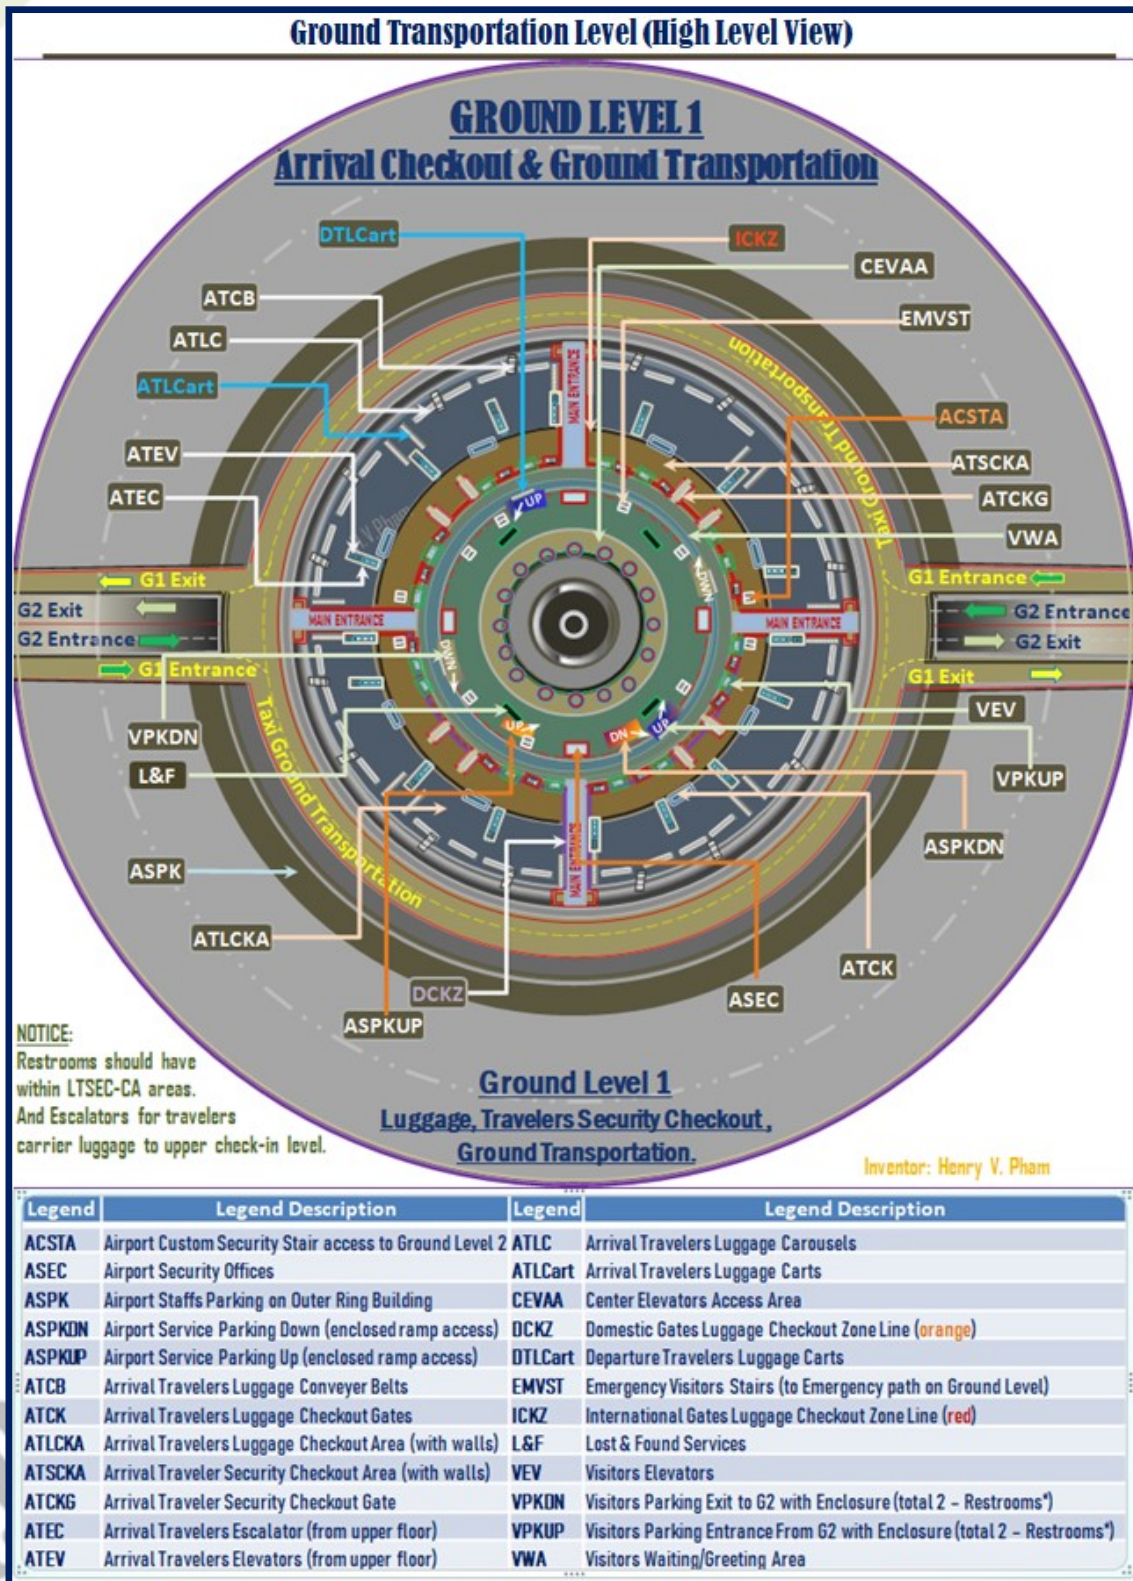 Ground Transportation Level (High Level View)
GROUND LEVEL 1
Arrival Checkout & Ground Transportation
DTLCart
ICKZ
CEVAA
ATCB
EMVST
ATLC
ATLCart
ACSTA
ATEV
ATSCKA
ATEC
ATCKG
VWA
Taxi Ground Transportation
MAIN ENTRANCE
UP
V Pham
DWN
G1 Exit
G1 Entrance
G2 Exit
G2 Entrance
MAIN ENTRANCE
MAIN ENTRANCE
G2 Entrance
G2 Exit
G1 Entrance
G1 Exit
DWN
UP
DN
UP
MAIN ENTRANCE
Taxi Ground Transportation
VPKDN
VEV
L&F
VPKUP
ASPKDN
ASPK
ATLCKA
ATCK
DCKZ
ASEC
ASPKUP
NOTICE:
Restrooms should have
within LTSEC-CA areas.
And Escalators for travelers
carrier luggage to upper check-in level.
Ground Level 1
Luggage, Travelers Security Checkout,
Ground Transportation.
Inventor: Henry V. Pham
Legend Legend Description Legend Legend Description
ACSTA Airport Custom Security Stair access to Ground Level 2 ATLC Arrival Travelers Luggage Carousels
ASEC Airport Security Offices ATLCart Arrival Travelers Luggage Carts
ASPK Airport Staffs Parking on Outer Ring Building CEVAA Center Elevators Access Area
ASPKDN Airport Service Parking Down (enclosed ramp access) DCKZ Domestic Gates Luggage Checkout Zone Line (orange)
ASPKUP Airport Service Parking Up (enclosed ramp access) DTLCart Departure Travelers Luggage Carts
ATCB Arrival Travelers Luggage Conveyer Belts EMVST Emergency Visitors Stairs (to Emergency path on Ground Level)
ATCK Arrival Travelers Luggage Checkout Gates ICKZ International Gates Luggage Checkout Zone Line (red)
ATLCKA Arrival Travelers Luggage Checkout Area (with walls) L&F Lost & Found Services
ATSCKA Arrival Traveler Security Checkout Area (with walls) VEV Visitors Elevators
ATCKG Arrival Traveler Security Checkout Gate VPKDN Visitors Parking Exit to G2 with Enclosure (total 2 – Restrooms*)
ATEC Arrival Travelers Escalator (from upper floor) VPKUP Visitors Parking Entrance From G2 with Enclosure (total 2 – Restrooms*)
ATEV Arrival Travelers Elevators (from upper floor) VWA Visitors Waiting/Greeting Area